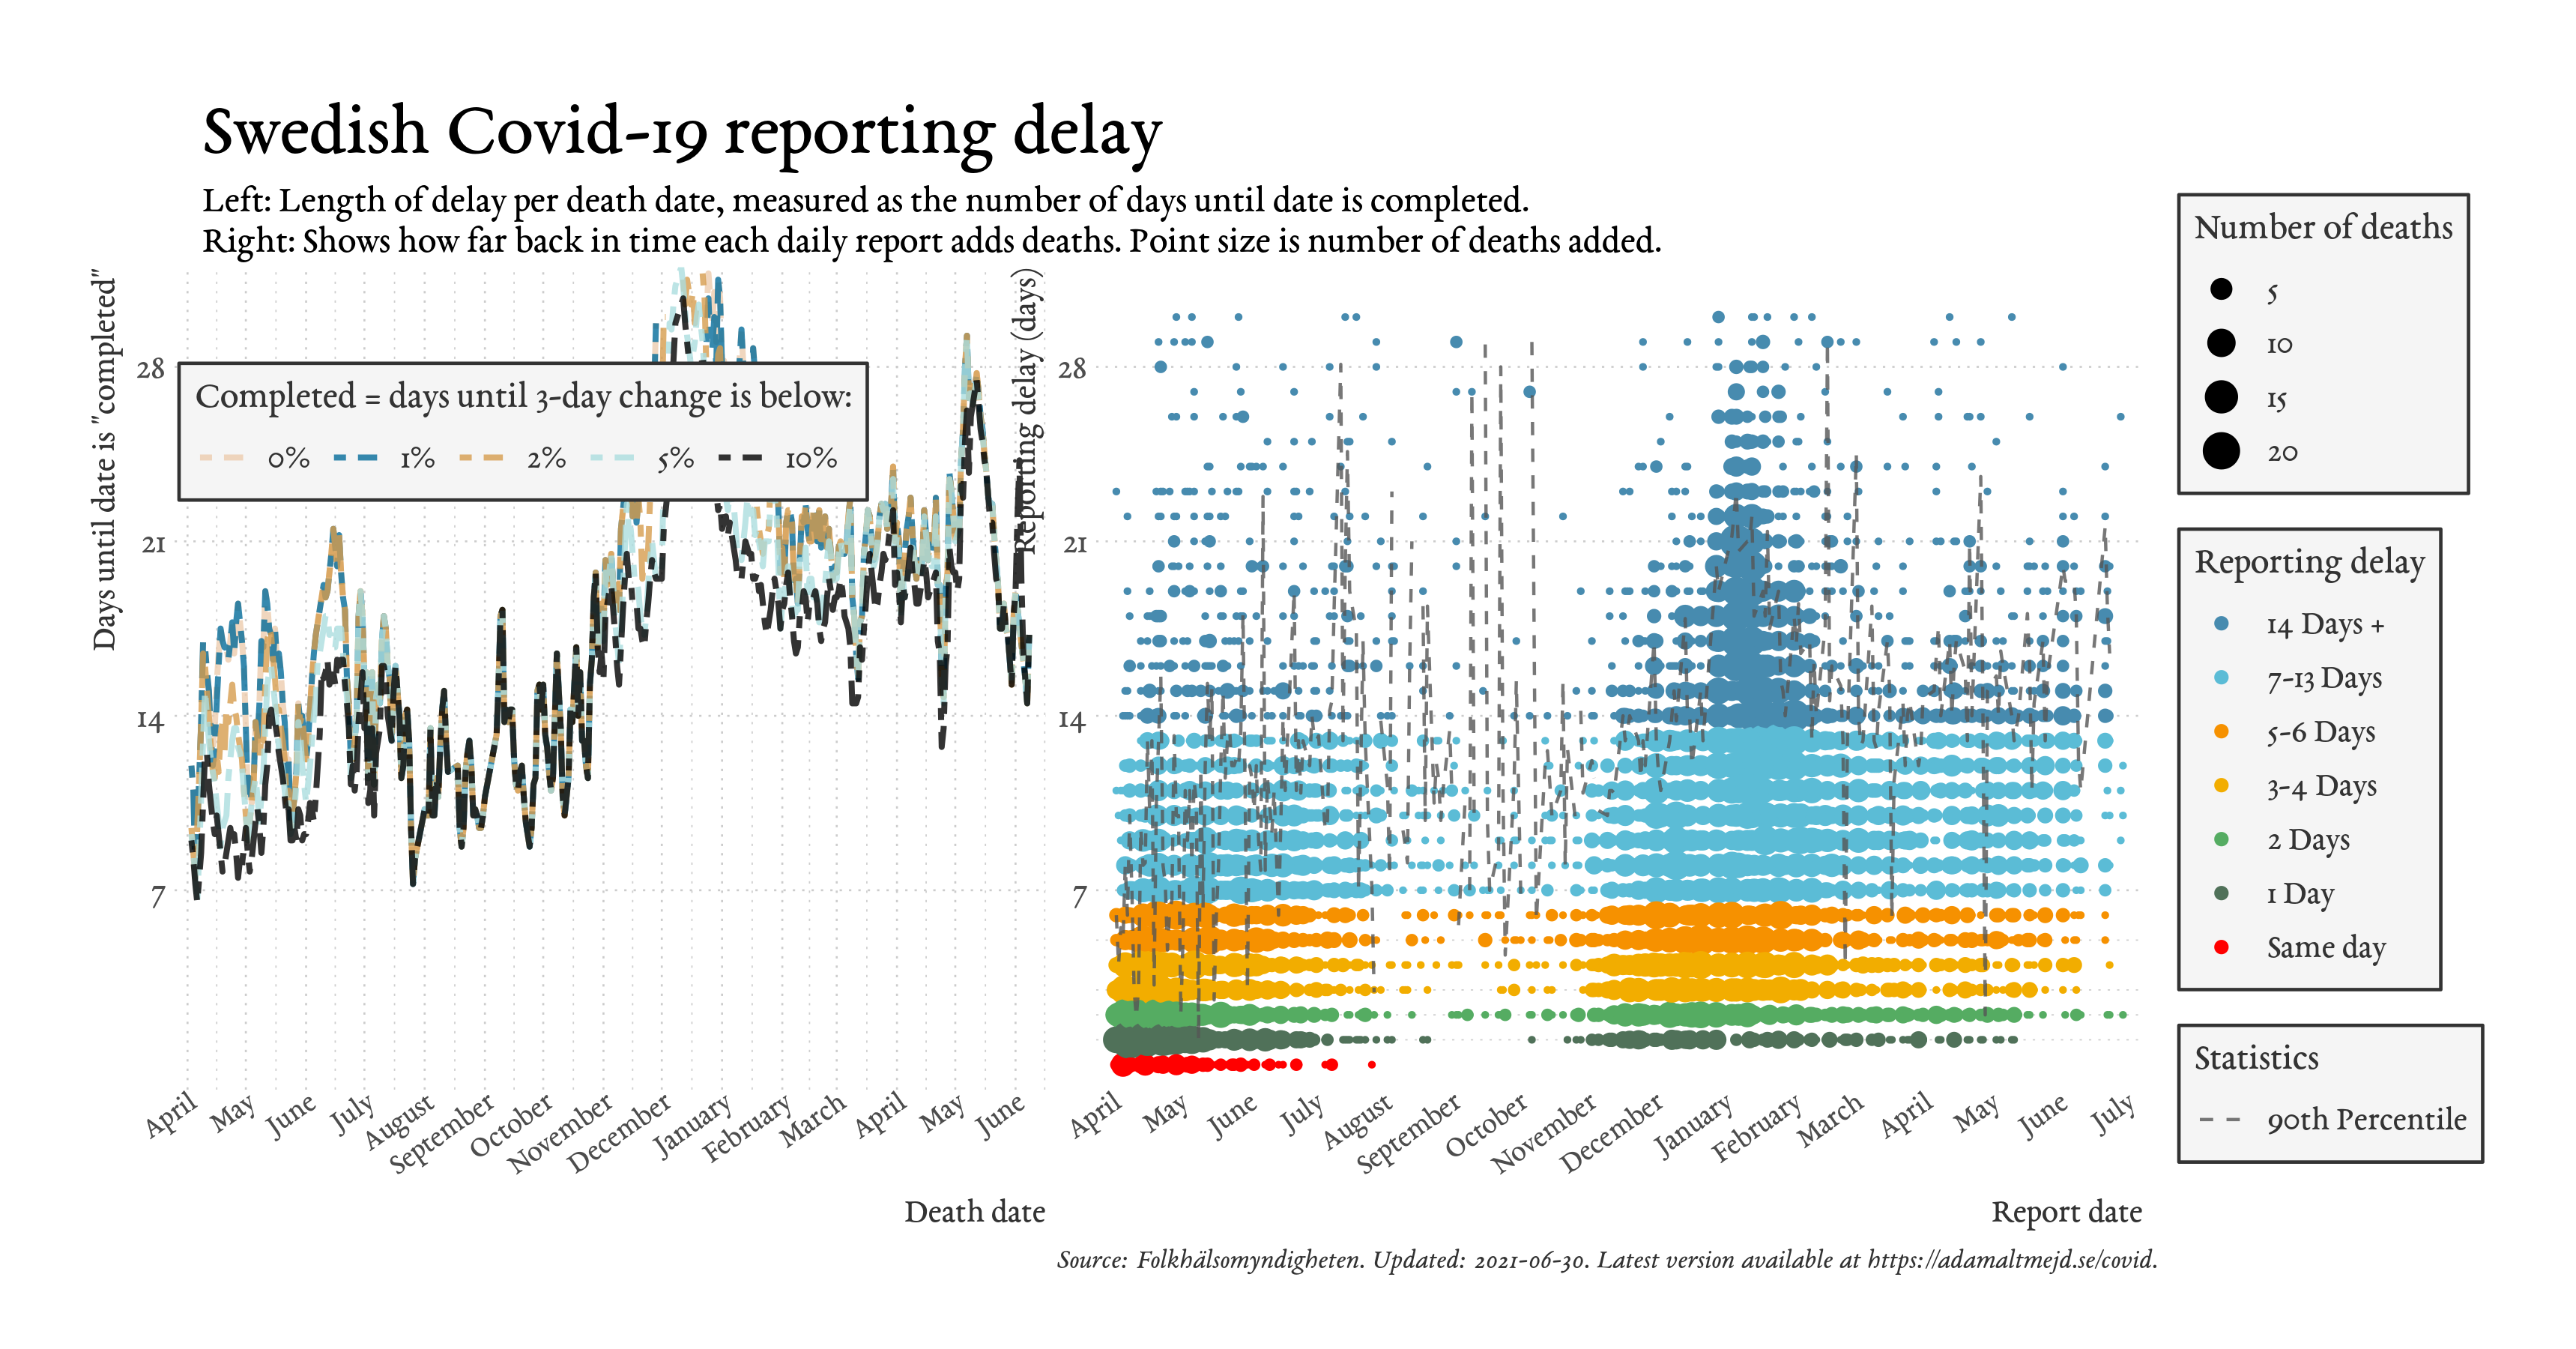 Swedish Covid-19 reporting delay
Left: Length of delay per death date, measured as the number of days until date is completed.
Right: Shows how far back in time each daily report adds deaths. Point size is number of deaths added.
Days until date is "completed"
28
21
14
7
Completed = days until 3-day change is below:
0% 1% 2% 5% 10%
April May June July August September October November December January February March April May June
Death date
Reporting delay (days)
28
21
14
7
April May June July August September October November December January February March April May June July
Report date
Number of deaths
5
10
15
20
Reporting delay
14 Days +
7-13 Days
5-6 Days
3-4 Days
2 Days
1 Day
Same day
Statistics
90th Percentile
Source: Folkhälsomyndigheten. Updated: 2021-06-30. Latest version available at https://adamaltmejd.se/covid.